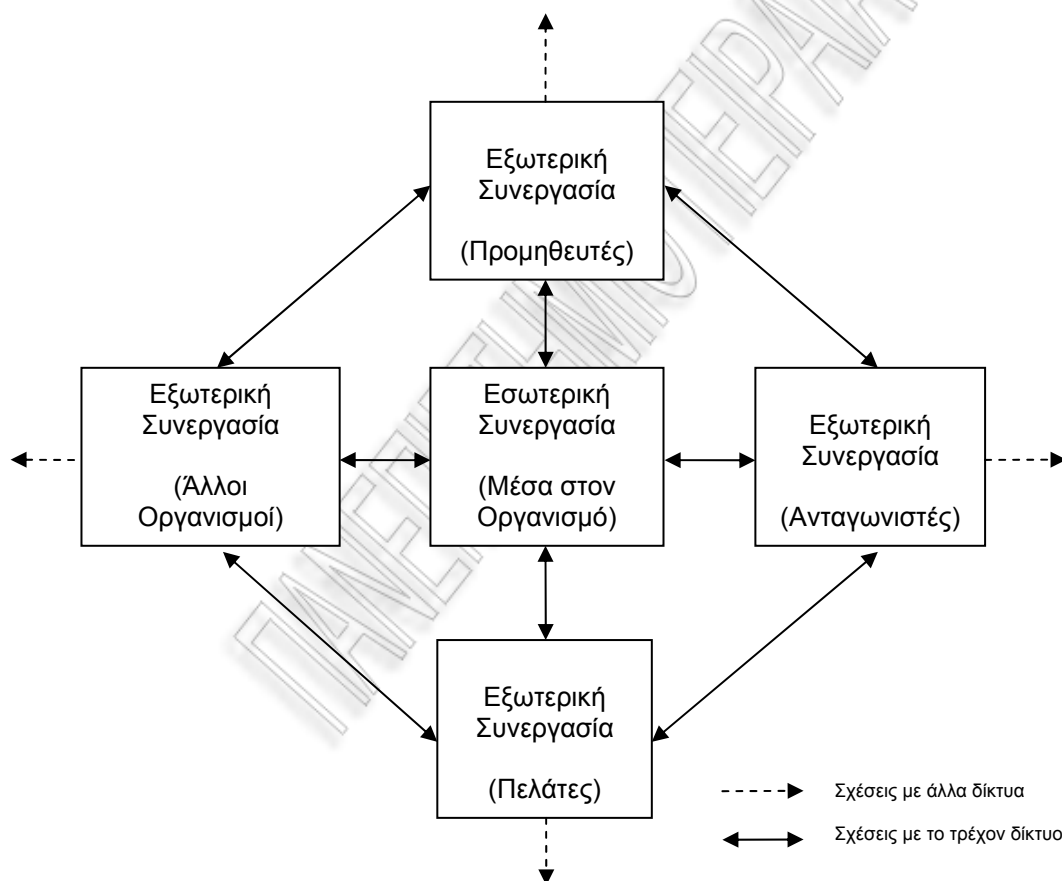 Εξωτερική
Συνεργασία
(Προμηθευτές)
Εξωτερική
Συνεργασία
(Άλλοι
Οργανισμοί)
Εσωτερική
Συνεργασία
(Μέσα στον
Οργανισμό)
Εξωτερική
Συνεργασία
(Ανταγωνιστές)
Εξωτερική
Συνεργασία
(Πελάτες)
Σχέσεις με άλλα δίκτυα
Σχέσεις με το τρέχον δίκτυο